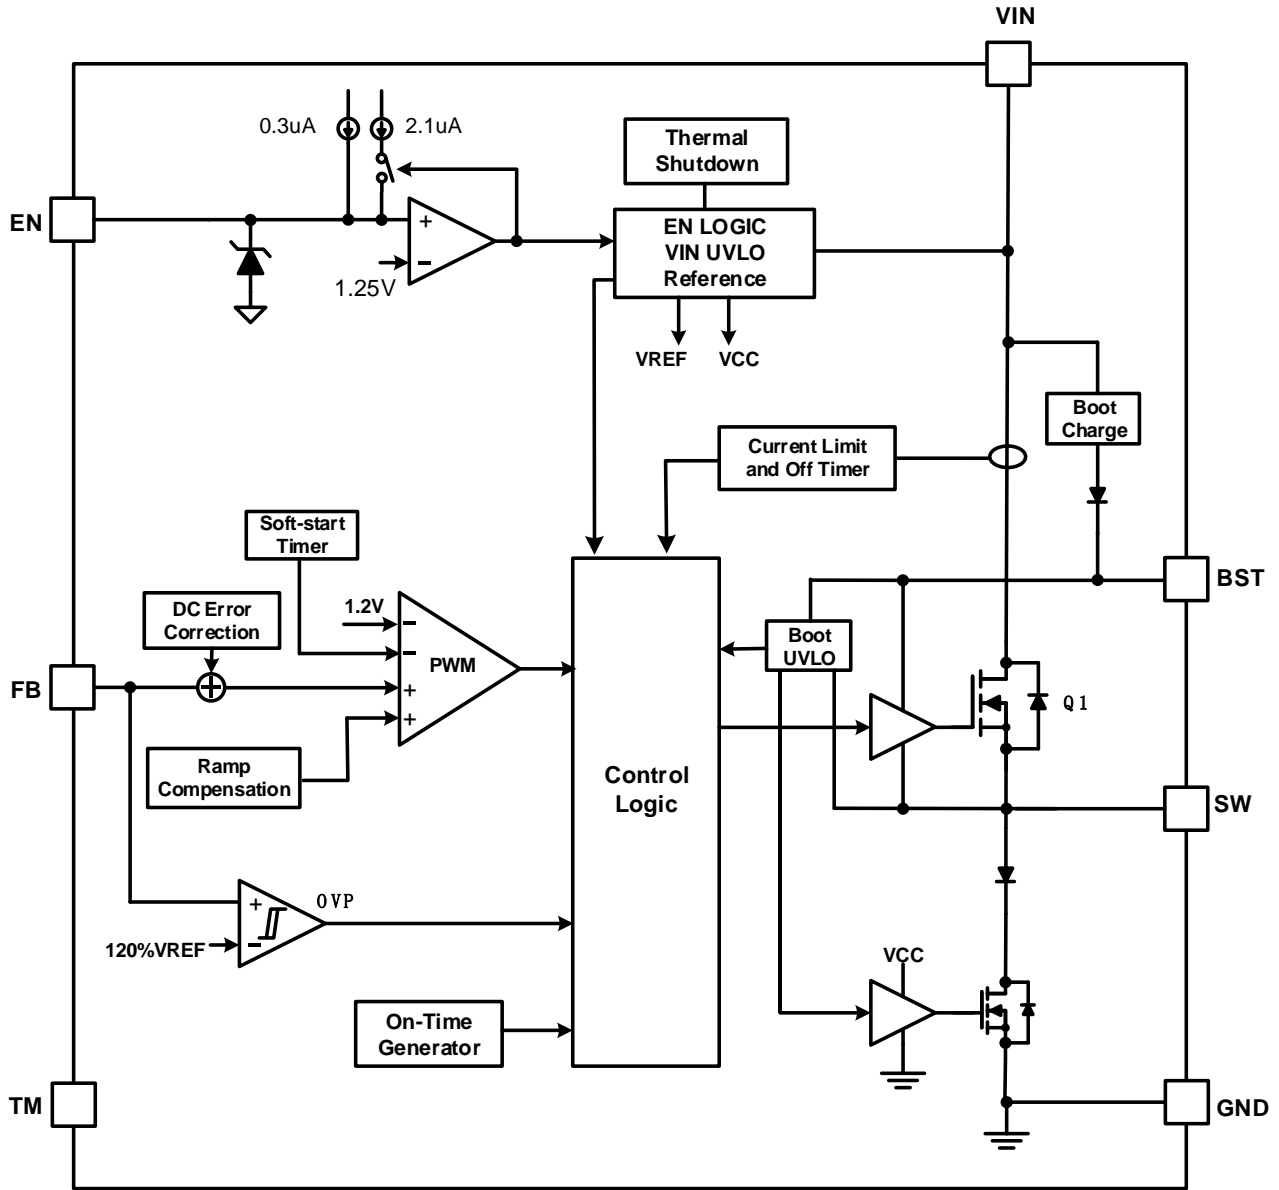 VIN
0.3uA
2.1uA
Thermal
Shutdown
EN
+
−
1.25V
EN LOGIC
VIN UVLO
Reference
VREF
VCC
Boot
Charge
Current Limit
and Off Timer
Soft-start
Timer
BST
DC Error
Correction
1.2V
−
−
PWM
+
+
FB
Boot
UVLO
Q1
Ramp
Compensation
Control
Logic
SW
+
−
OVP
120%VREF
VCC
On-Time
Generator
TM
GND